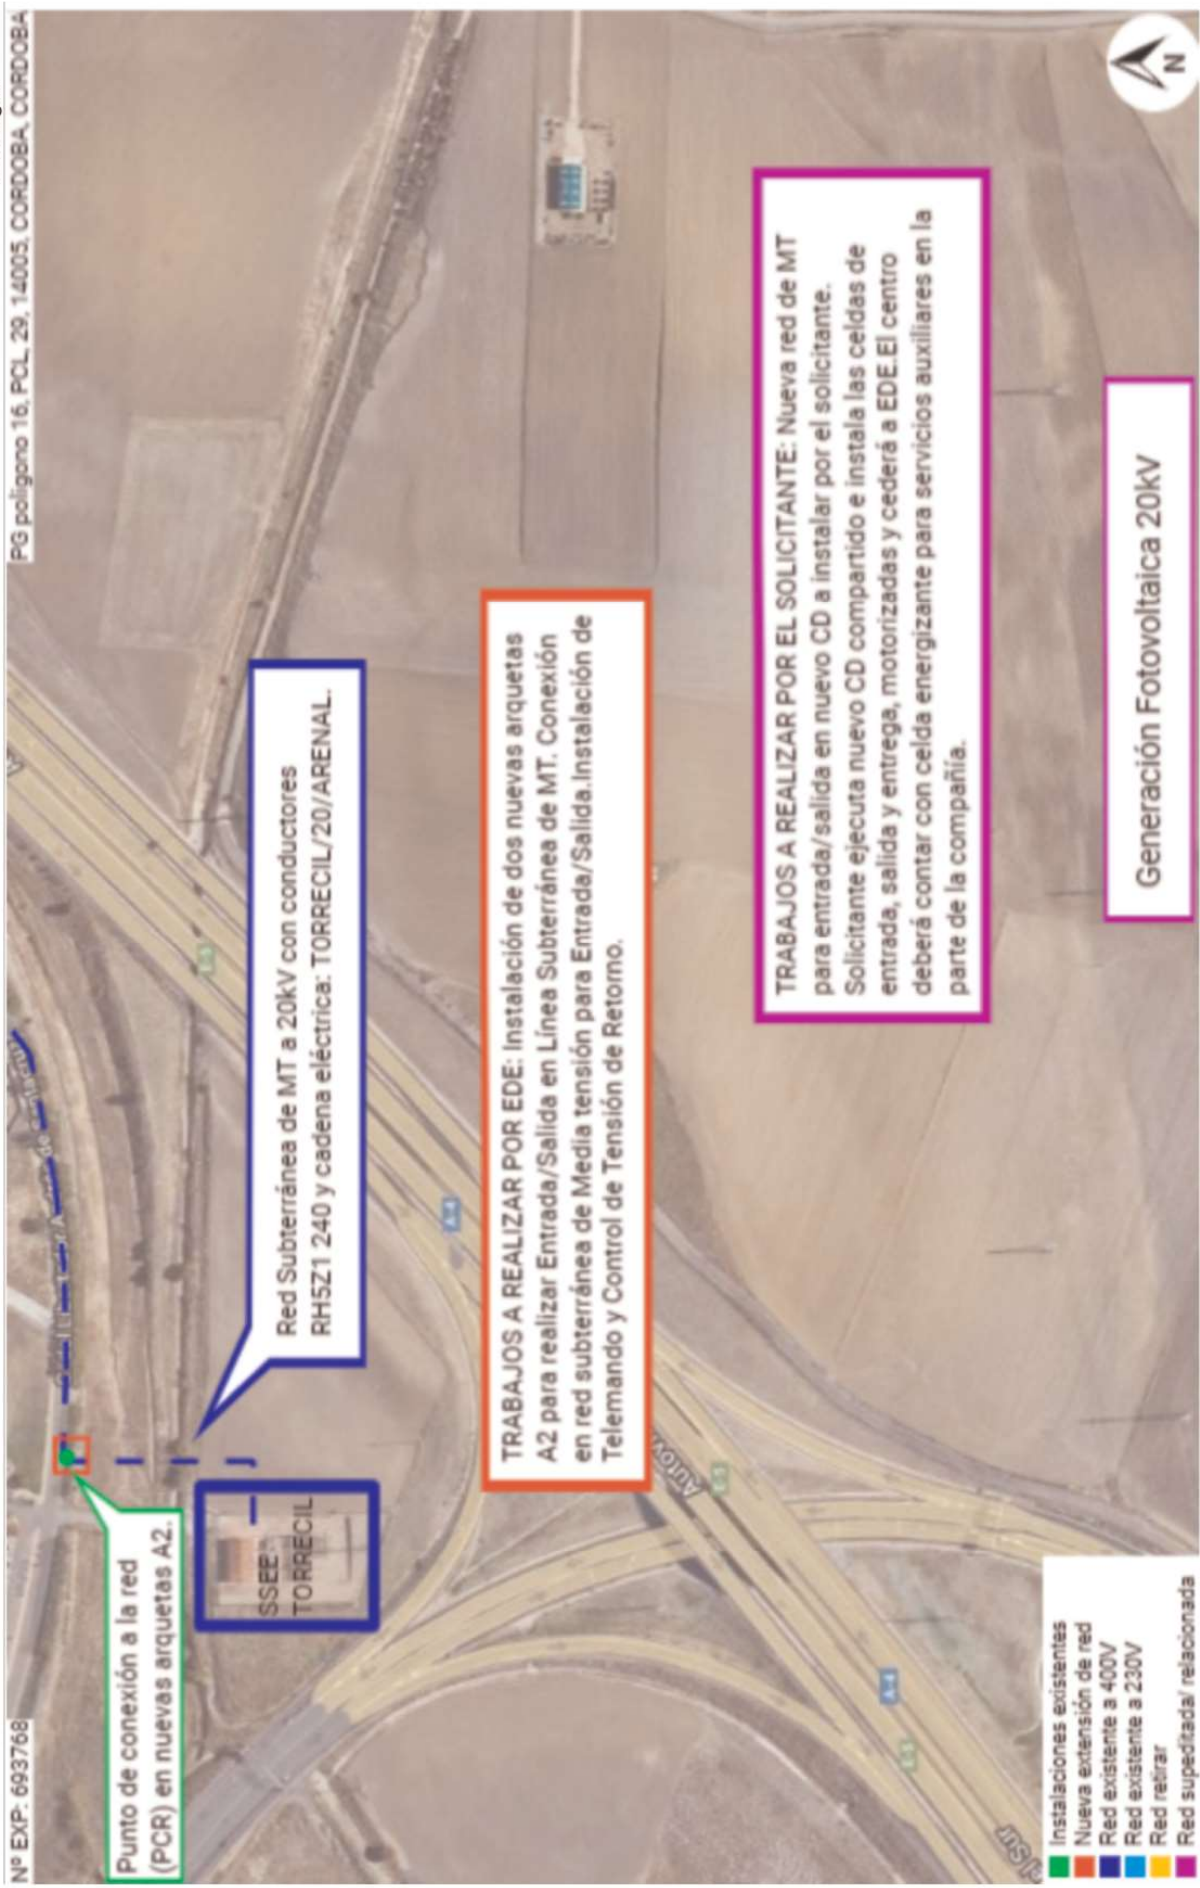 Nº EXP: 693768
PG poligono 16, PCL, 29, 14005, CORDOBA, CORDOBA
Punto de conexión a la red
(PCR) en nuevas arquetas A2.
SSEE
TORRECIL
Red Subterránea de MT a 20kV con conductores
RH5Z1 240 y cadena eléctrica: TORRECIL/20/ARENAL.
E-5
A-4
TRABAJOS A REALIZAR POR EDE: Instalación de dos nuevas arquetas
A2 para realizar Entrada/Salida en Línea Subterránea de MT. Conexión
en red subterránea de Media tensión para Entrada/Salida.Instalación de
Telemando y Control de Tensión de Retorno.
E-5
TRABAJOS A REALIZAR POR EL SOLICITANTE: Nueva red de MT
para entrada/salida en nuevo CD a instalar por el solicitante.
Solicitante ejecuta nuevo CD compartido e instala las celdas de
entrada, salida y entrega, motorizadas y cederá a EDE.El centro
deberá contar con celda energizante para servicios auxiliares en la
parte de la compañía.
A-4
E-5
Generación Fotovoltaica 20kV
N
Instalaciones existentes
Nueva extensión de red
Red existente a 400V
Red existente a 230V
Red retirar
Red supeditada/ relacionada